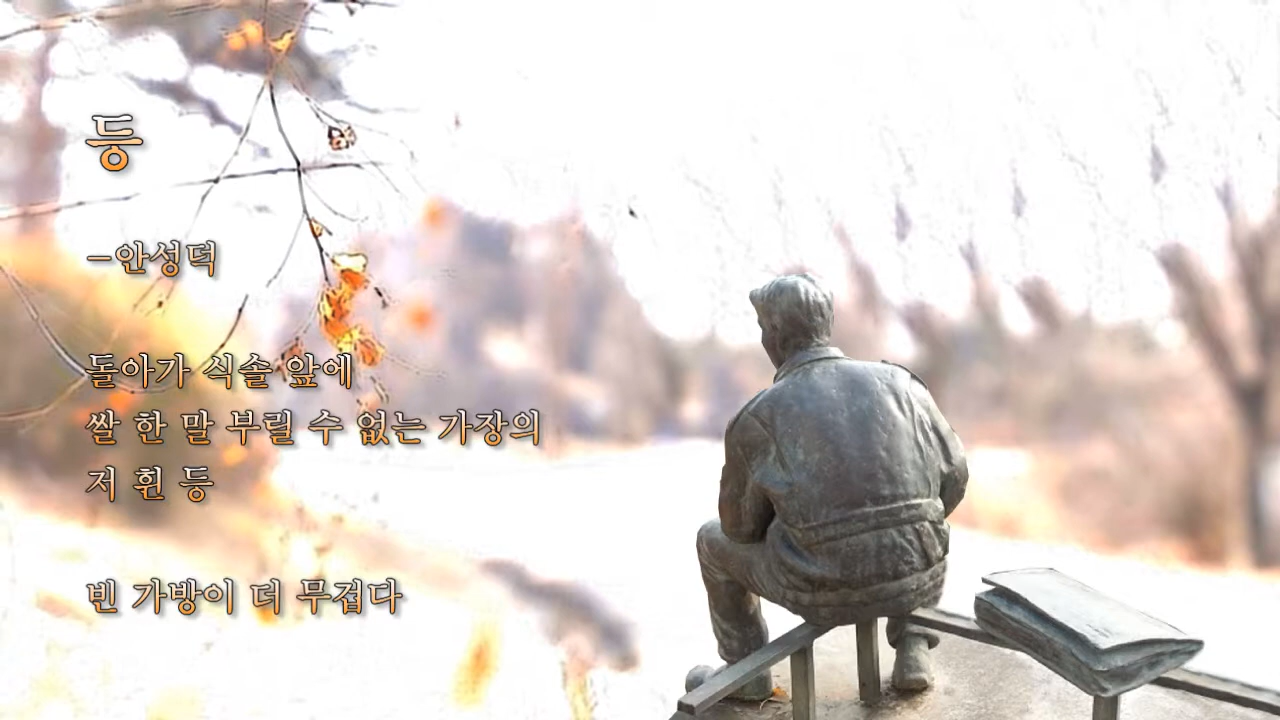 등
-안성덕
돌아가 식솔 앞에
쌀 한 말 부릴 수 없는 가장의
저 휜 등
빈 가방이 더 무겁다